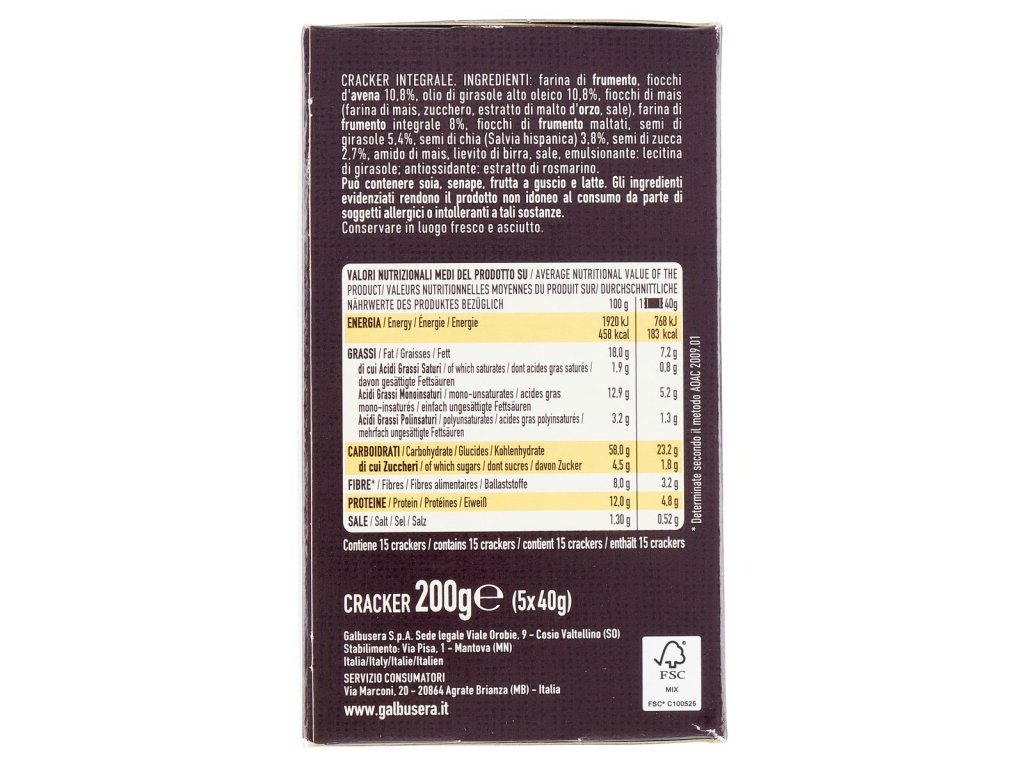 CRACKER INTEGRALE. INGREDIENTI: farina di frumento, fiocchi
d'avena 10,8%, olio di girasole alto oleico 10,8%, fiocchi di mais
(farina di mais, zucchero, estratto di malto d'orzo, sale), farina di
frumento integrale 8%, fiocchi di frumento maltati, semi di
girasole 5,4%, semi di chia (Salvia hispanica) 3,8%, semi di zucca
2,7%, amido di mais, lievito di birra, sale, emulsionante: lecitina
di girasole; antiossidante: estratto di rosmarino.
Può contenere soia, senape, frutta a guscio e latte. Gli ingredienti
evidenziati rendono il prodotto non idoneo al consumo da parte di
soggetti allergici o intolleranti a tali sostanze.
Conservare in luogo fresco e asciutto.
VALORI NUTRIZIONALI MEDI DEL PRODOTTO SU / AVERAGE NUTRITIONAL VALUE OF THE
PRODUCT/ VALEURS NUTRITIONNELLES MOYENNES DU PRODUIT SUR/ DURCHSCHNITTLICHE
NÄHRWERTE DES PRODUKTES BEZÜGLICH 100 g 1 40g
ENERGIA / Energy / Énergie / Energie 1920 kJ 768 kJ
458 kcal 183 kcal
GRASSI / Fat / Graisses / Fett 18,0 g 7,2 g
di cui Acidi Grassi Saturi / of which saturates / dont acides gras saturés / 1,9 g 0,8 g
davon gesättigte Fettsäuren
Acidi Grassi Monoinsaturi / mono-unsaturates / acides gras 12,9 g 5,2 g
mono-insaturés / einfach ungesättigte Fettsäuren
Acidi Grassi Polinsaturi / polyunsaturates / acides gras polyinsaturés / 3,2 g 1,3 g
mehrfach ungesättigte Fettsäuren
CARBOIDRATI / Carbohydrate / Glucides / Kohlenhydrate 58,0 g 23,2 g
di cui Zuccheri / of which sugars / dont sucres / davon Zucker 4,5 g 1,8 g
FIBRE* / Fibres / Fibres alimentaires / Ballaststoffe 8,0 g 3,2 g
PROTEINE / Protein / Protéines / Eiweiß 12,0 g 4,8 g
SALE / Salt / Sel / Salz 1,30 g 0,52 g
* Determinate secondo il metodo AOAC 2009.01
Contiene 15 crackers / contains 15 crackers / contient 15 crackers / enthält 15 crackers
CRACKER 200g e (5x40g)
Galbusera S.p.A. Sede legale Viale Orobie, 9 - Cosio Valtellino (SO)
Stabilimento: Via Pisa, 1 - Mantova (MN)
Italia/Italy/Italie/Italien
SERVIZIO CONSUMATORI
Via Marconi, 20 - 20864 Agrate Brianza (MB) - Italia
www.galbusera.it
FSC
MIX
FSC® C100525